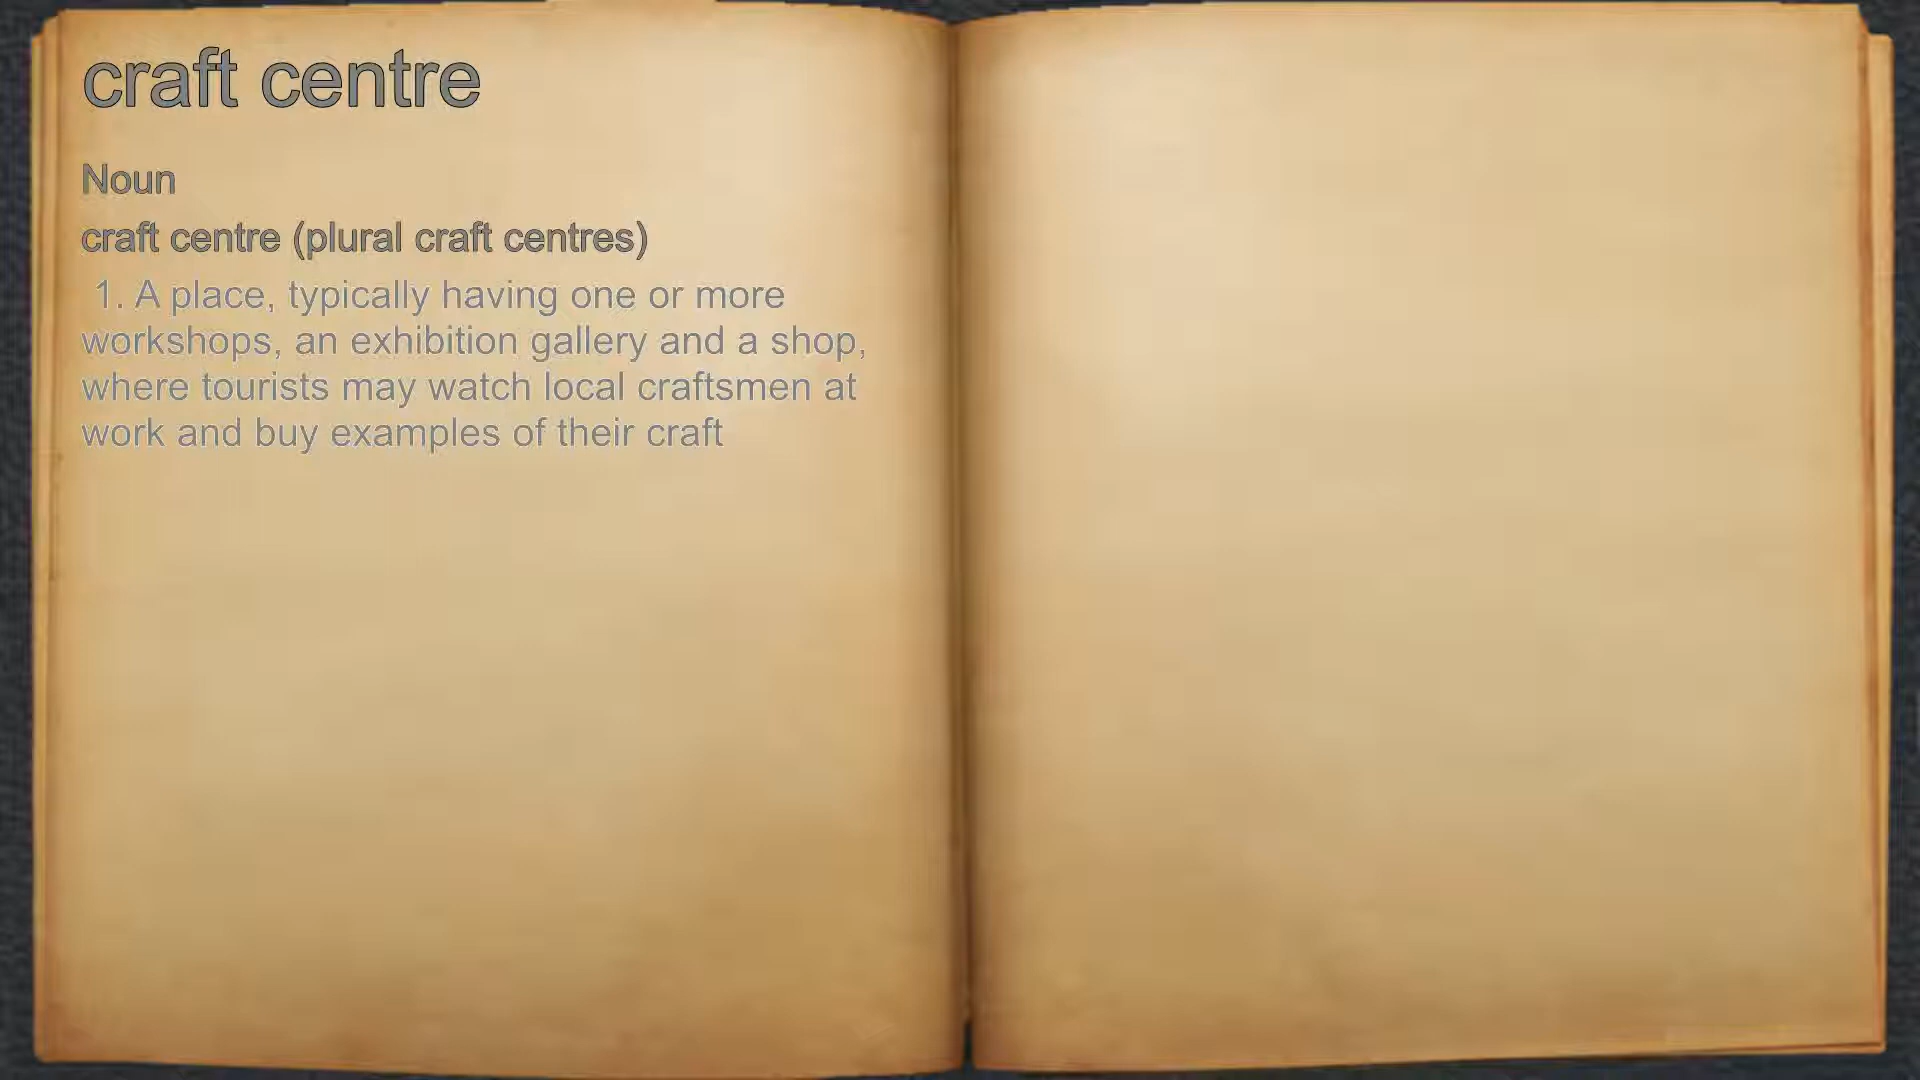 craft centre
Noun
craft centre (plural craft centres)
1. A place, typically having one or more
workshops, an exhibition gallery and a shop,
where tourists may watch local craftsmen at
work and buy examples of their craft